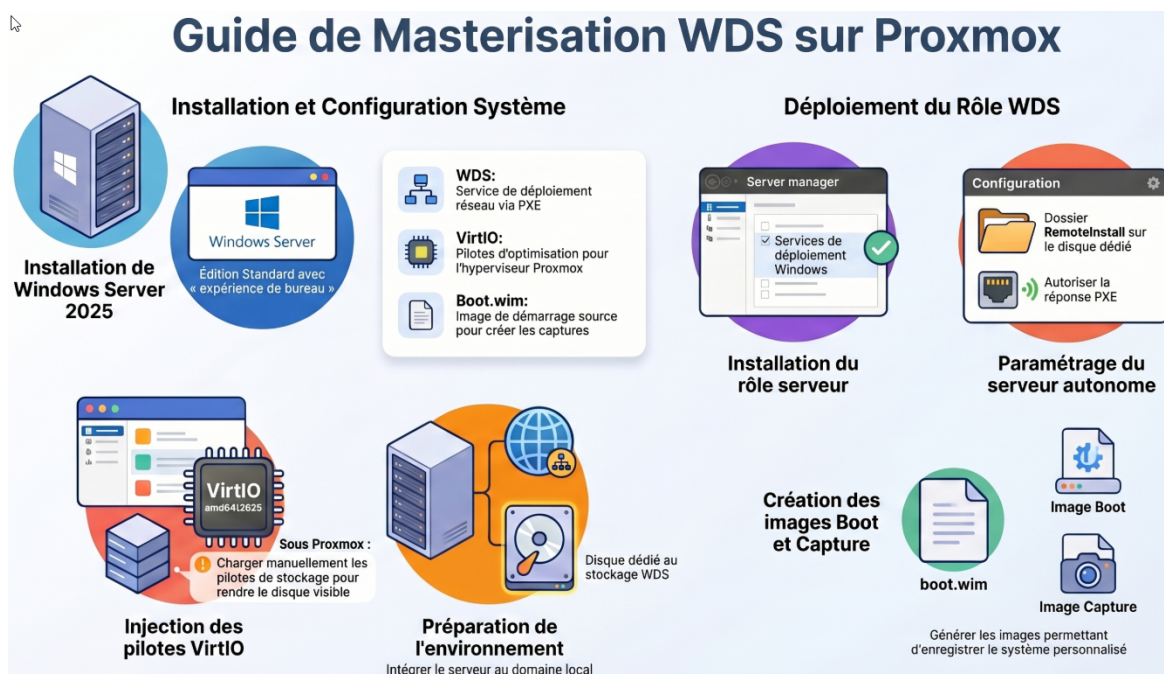 Guide de Masterisation WDS sur Proxmox
Installation et Configuration Système
Installation de
Windows Server
2025
Windows Server
Édition Standard avec
« expérience de bureau »
WDS:
Service de déploiement
réseau via PXE
VirtIO:
Pilotes d'optimisation pour
l'hyperviseur Proxmox
Boot.wim:
Image de démarrage source
pour créer les captures
VirtIO
amd64L2625
Sous Proxmox :
Charger manuellement les
pilotes de stockage pour
rendre le disque visible
Injection des
pilotes VirtIO
Disque dédié au
stockage WDS
Préparation de
l'environnement
Intégrer le serveur au domaine local
Déploiement du Rôle WDS
Server manager
Services de
déploiement
Windows
Installation du
rôle serveur
Configuration
Dossier
RemoteInstall sur
le disque dédié
Autoriser la
réponse PXE
Paramétrage du
serveur autonome
Création des
images Boot
et Capture
boot.wim
Image Boot
Image Capture
Générer les images permettant
d'enregistrer le système personnalisé